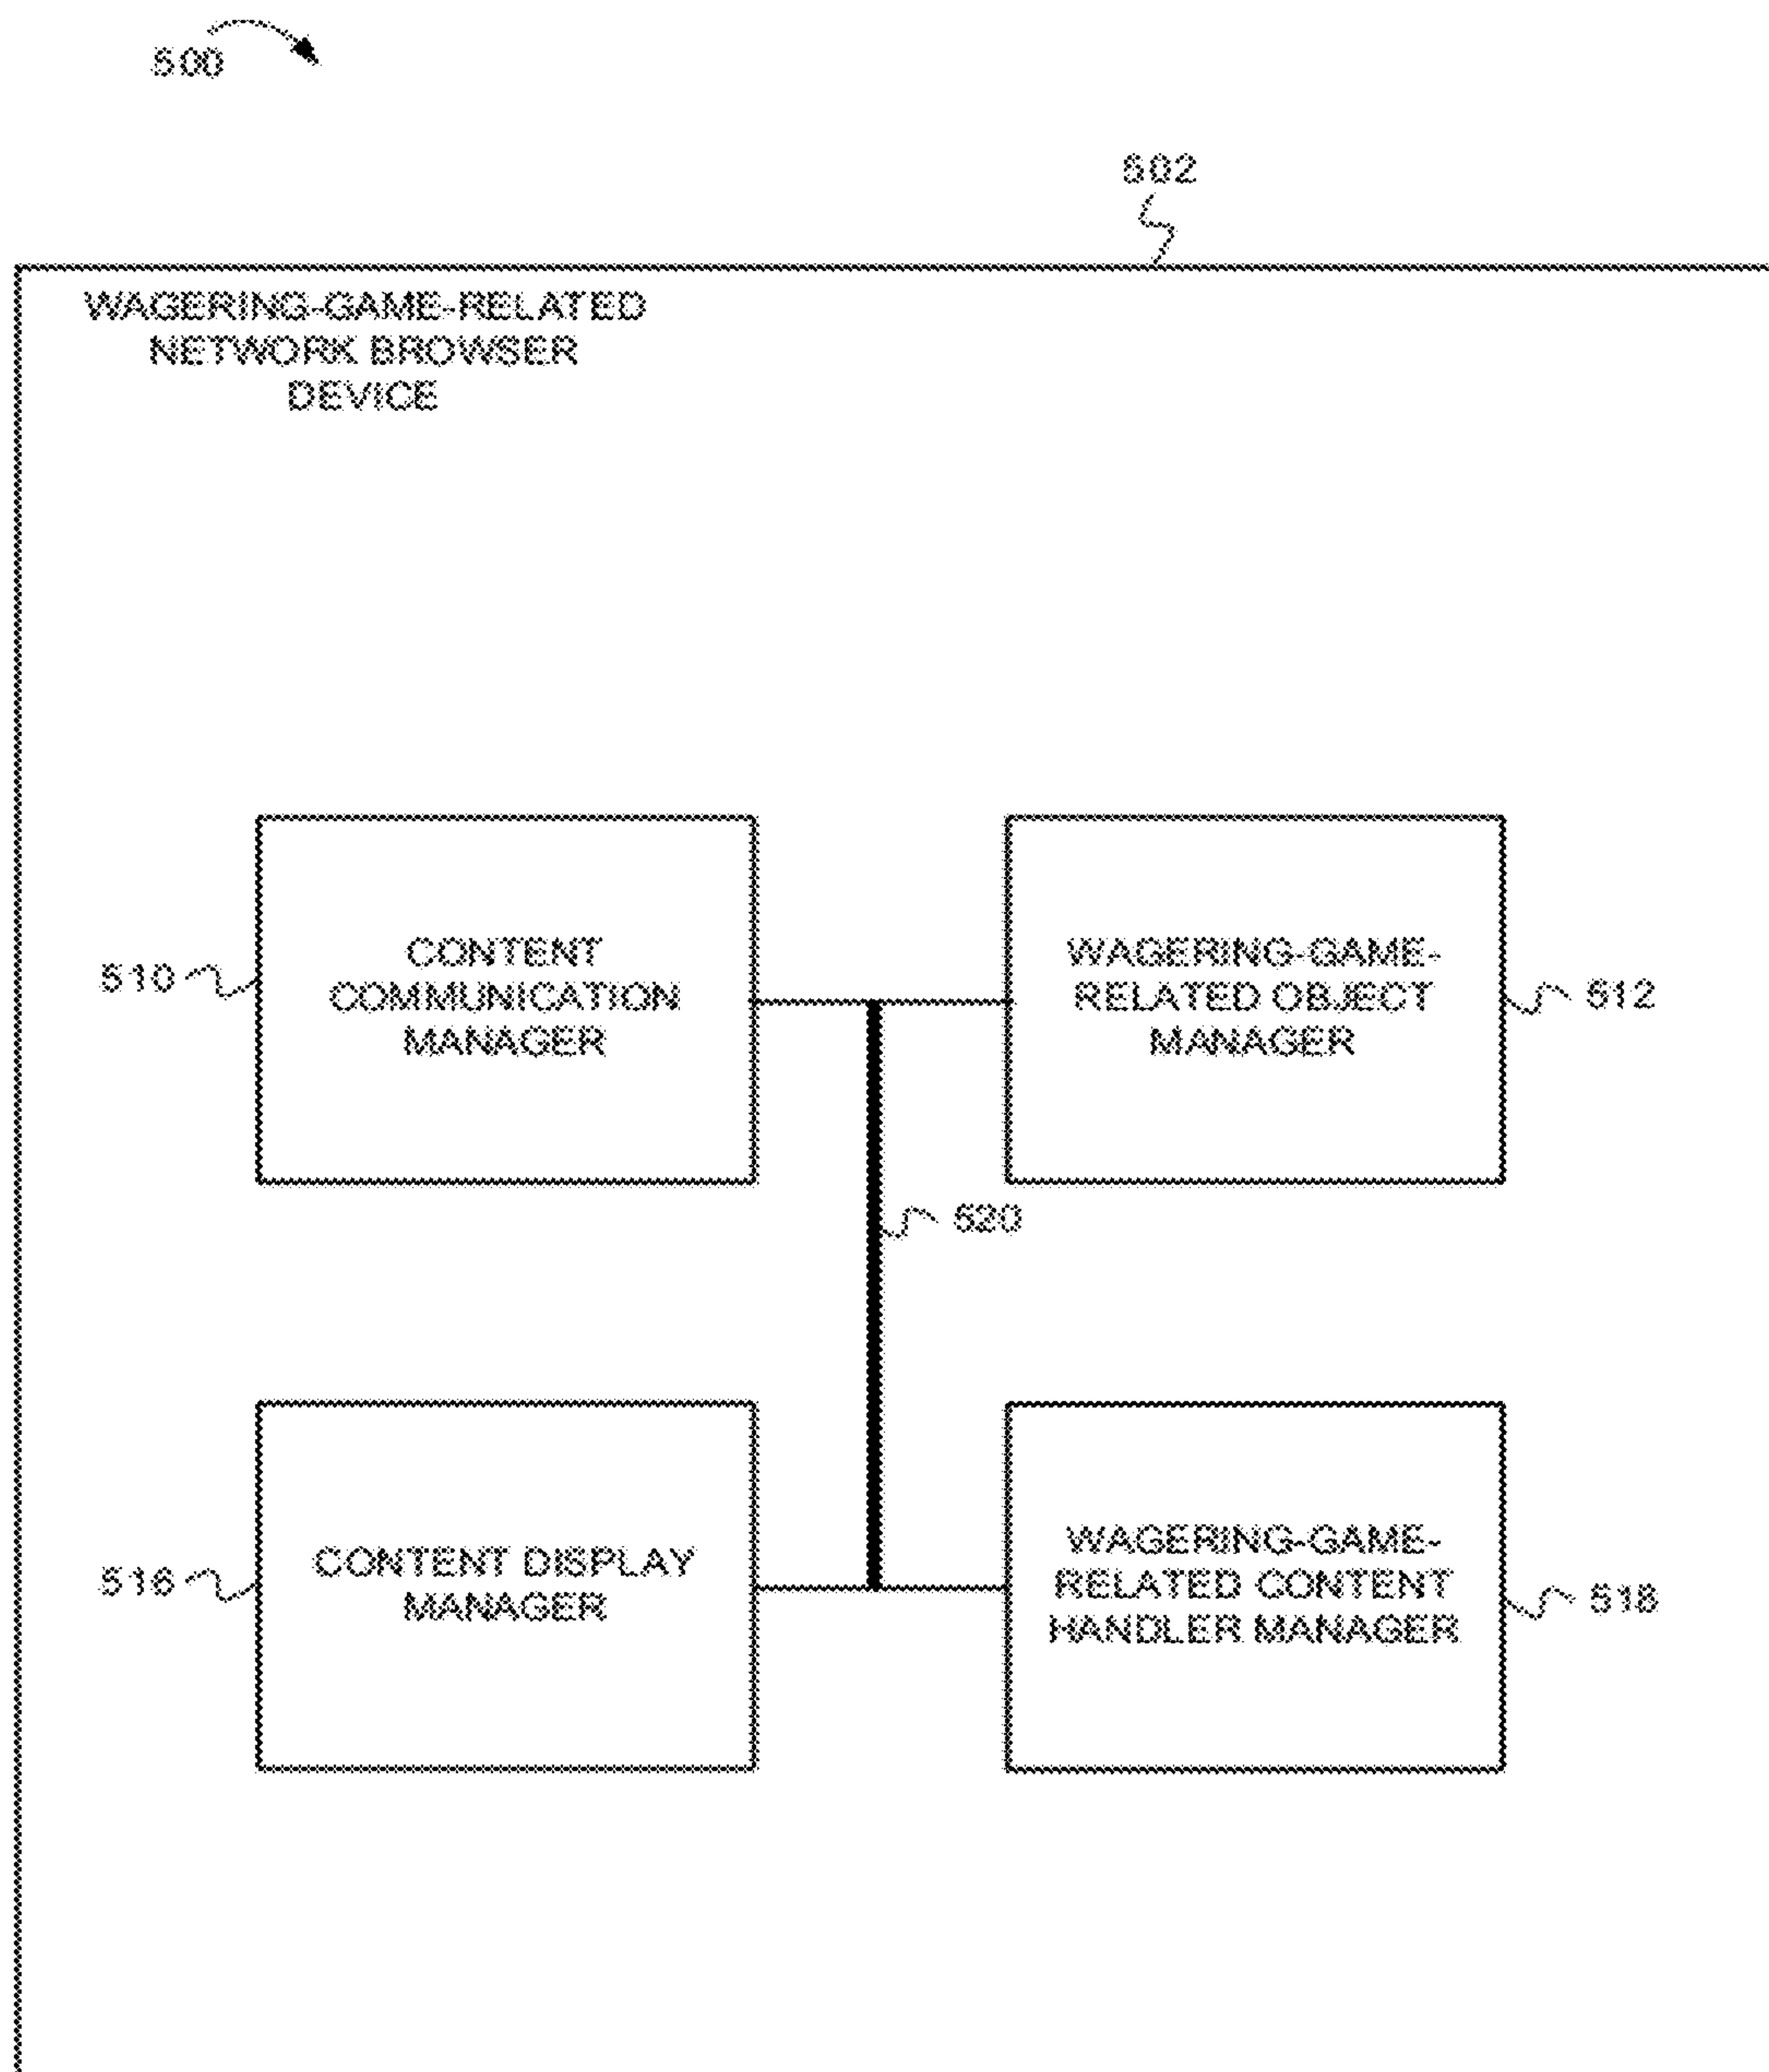 500
502
WAGERING-GAME-RELATED
NETWORK BROWSER
DEVICE
510
CONTENT
COMMUNICATION
MANAGER
WAGERING-GAME-
RELATED OBJECT
MANAGER
512
520
516
CONTENT DISPLAY
MANAGER
WAGERING-GAME-
RELATED CONTENT
HANDLER MANAGER
518